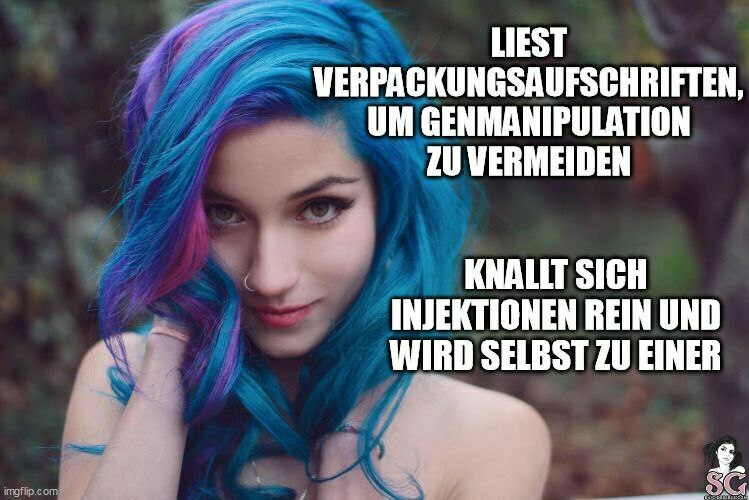 LIEST
VERPACKUNGSAUFSCHRIFTEN,
UM GENMANIPULATION
ZU VERMEIDEN
KNALLT SICH
INJEKTIONEN REIN UND
WIRD SELBST ZU EINER
SG
imgflip.com